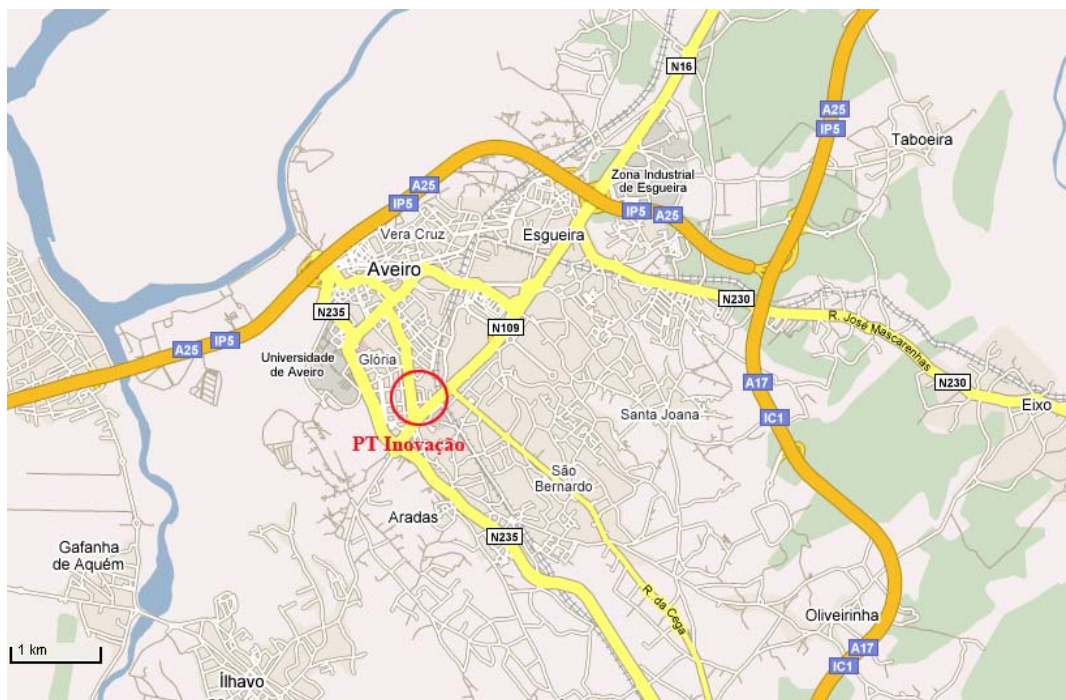 N16
A25
IP5
Taboeira
Zona Industrial
de Esgueira
A25
IP5
IP5
A25
Vera Cruz
Esgueira
Aveiro
N230
N235
N109
R. José Mascarenhas
A25
IP5
Universidade
de Aveiro
Glória
A17
N230
IC1
Eixo
Santa Joana
PT Inovação
São
Bernardo
Aradas
N235
Gafanha
de Aquém
R. da Cega
Oliveirinha
1 km
A17
IC1
Ílhavo